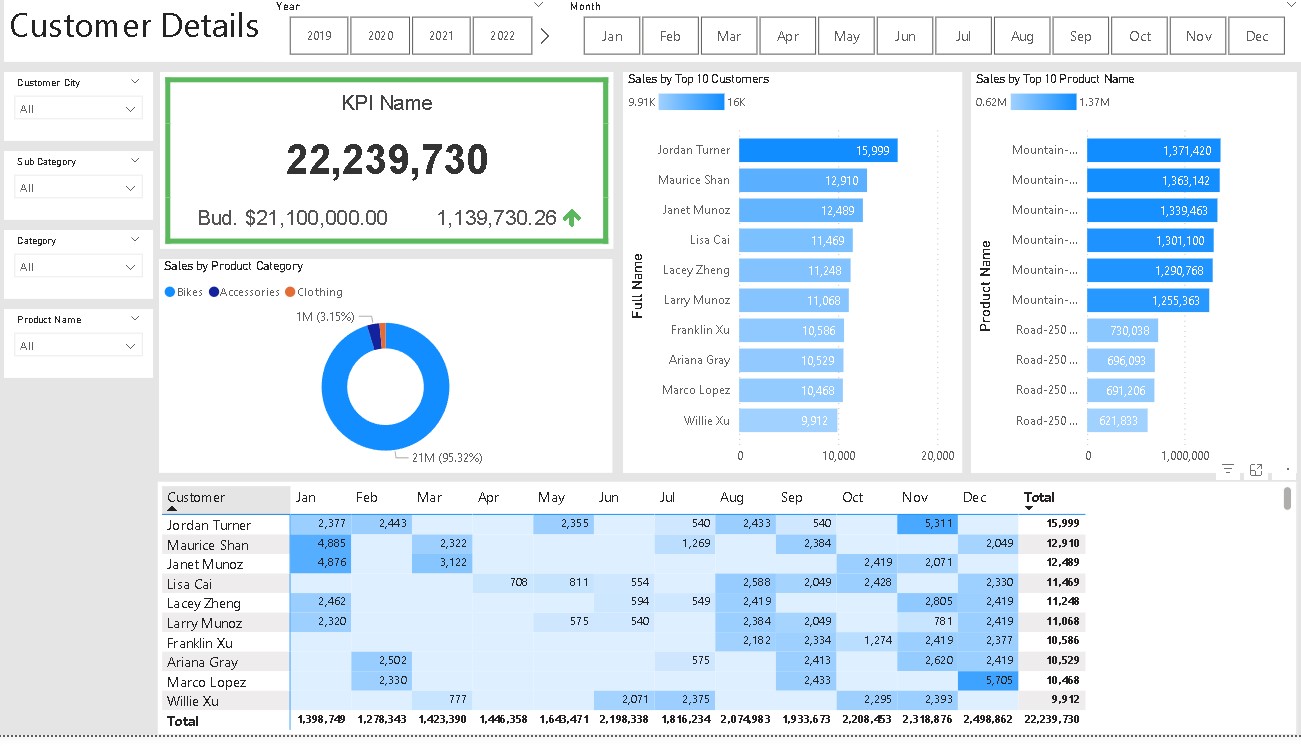 Customer Details
Year
2019 2020 2021 2022
Month
Jan Feb Mar Apr May Jun Jul Aug Sep Oct Nov Dec
Customer City
All
Sub Category
All
Category
All
Product Name
All
KPI Name
22,239,730
Bud. $21,100,000.00 1,139,730.26
Sales by Product Category
Bikes Accessories Clothing
1M (3.15%)
21M (95.32%)
Sales by Top 10 Customers
9.91K 16K
Full Name
Jordan Turner 15,999
Maurice Shan 12,910
Janet Munoz 12,489
Lisa Cai 11,469
Lacey Zheng 11,248
Larry Munoz 11,068
Franklin Xu 10,586
Ariana Gray 10,529
Marco Lopez 10,468
Willie Xu 9,912
0 10,000 20,000
Sales by Top 10 Product Name
0.62M 1.37M
Product Name
Mountain-... 1,371,420
Mountain-... 1,363,142
Mountain-... 1,339,463
Mountain-... 1,301,100
Mountain-... 1,290,768
Mountain-... 1,255,363
Road-250 ... 730,038
Road-250 ... 696,093
Road-250 ... 691,206
Road-250 ... 621,833
0 1,000,000
Customer Jan Feb Mar Apr May Jun Jul Aug Sep Oct Nov Dec Total
Jordan Turner 2,377 2,443 2,355 540 2,433 540 5,311 15,999
Maurice Shan 4,885 2,322 1,269 2,384 2,049 12,910
Janet Munoz 4,876 3,122 2,419 2,071 12,489
Lisa Cai 708 811 554 2,588 2,049 2,428 2,330 11,469
Lacey Zheng 2,462 594 549 2,419 2,805 2,419 11,248
Larry Munoz 2,320 575 540 2,384 2,049 781 2,419 11,068
Franklin Xu 2,182 2,334 1,274 2,419 2,377 10,586
Ariana Gray 2,502 575 2,413 2,620 2,419 10,529
Marco Lopez 2,330 2,433 5,705 10,468
Willie Xu 777 2,071 2,375 2,295 2,393 9,912
Total 1,398,749 1,278,343 1,423,390 1,446,358 1,643,471 2,198,338 1,816,234 2,074,983 1,933,673 2,208,453 2,318,876 2,498,862 22,239,730